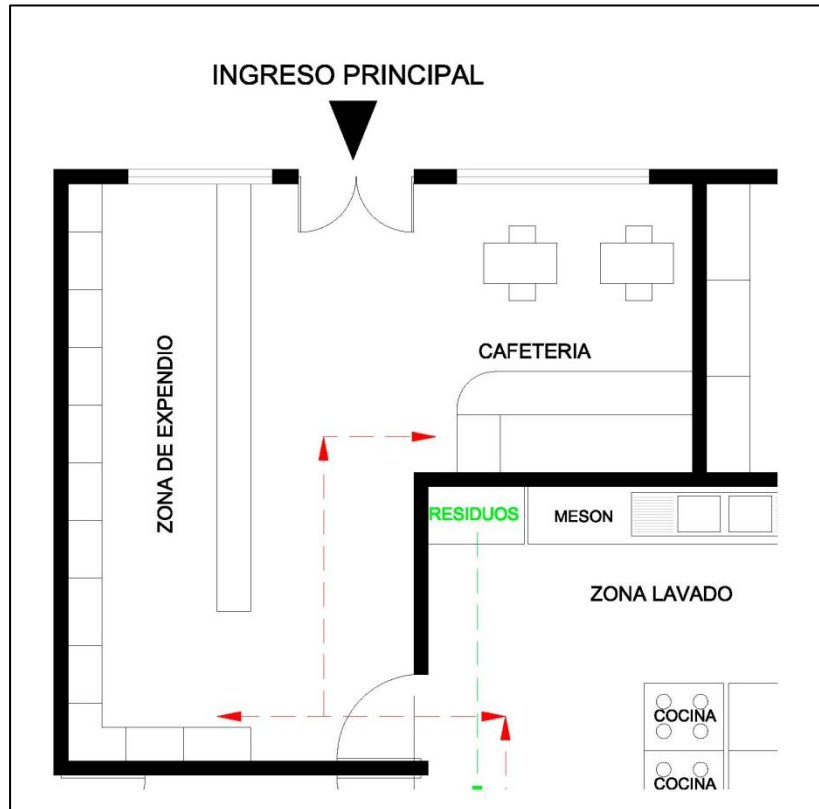 INGRESO PRINCIPAL
CAFETERIA
ZONA DE EXPENDIO
RESIDUOS
MESON
ZONA LAVADO
COCINA
COCINA